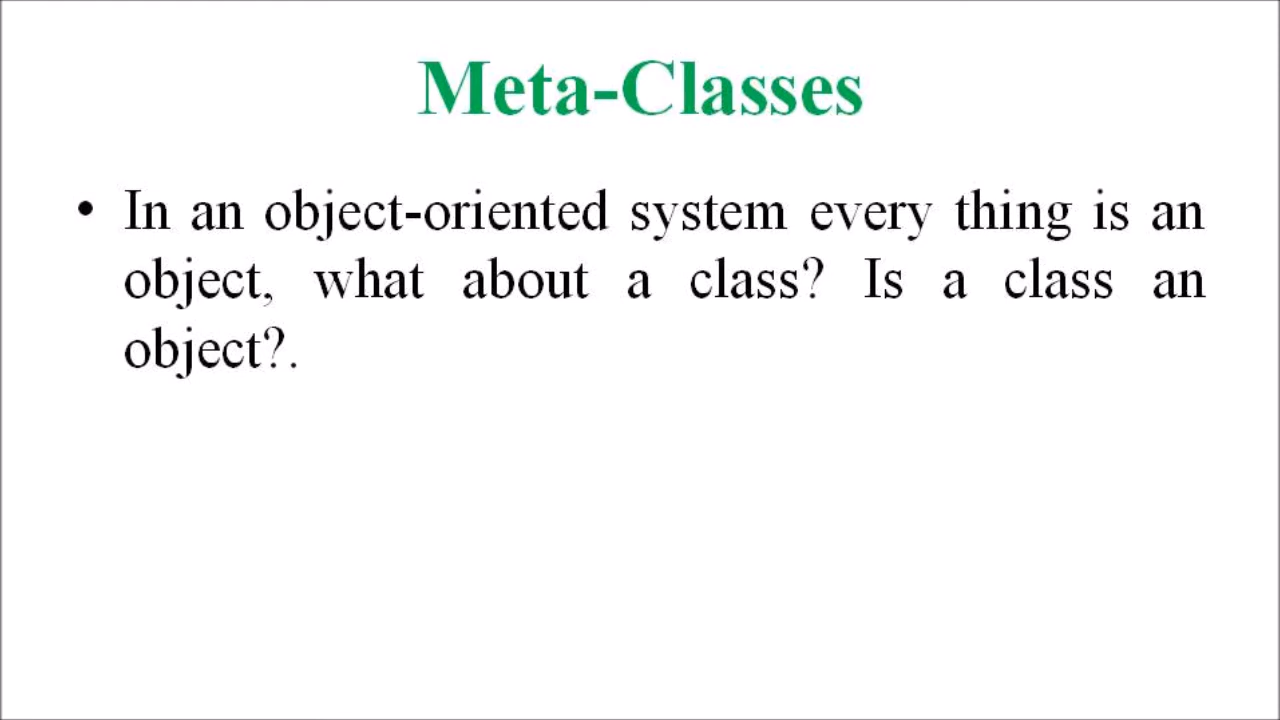 Meta-Classes
• In an object-oriented system every thing is an
object, what about a class? Is a class an
object?.